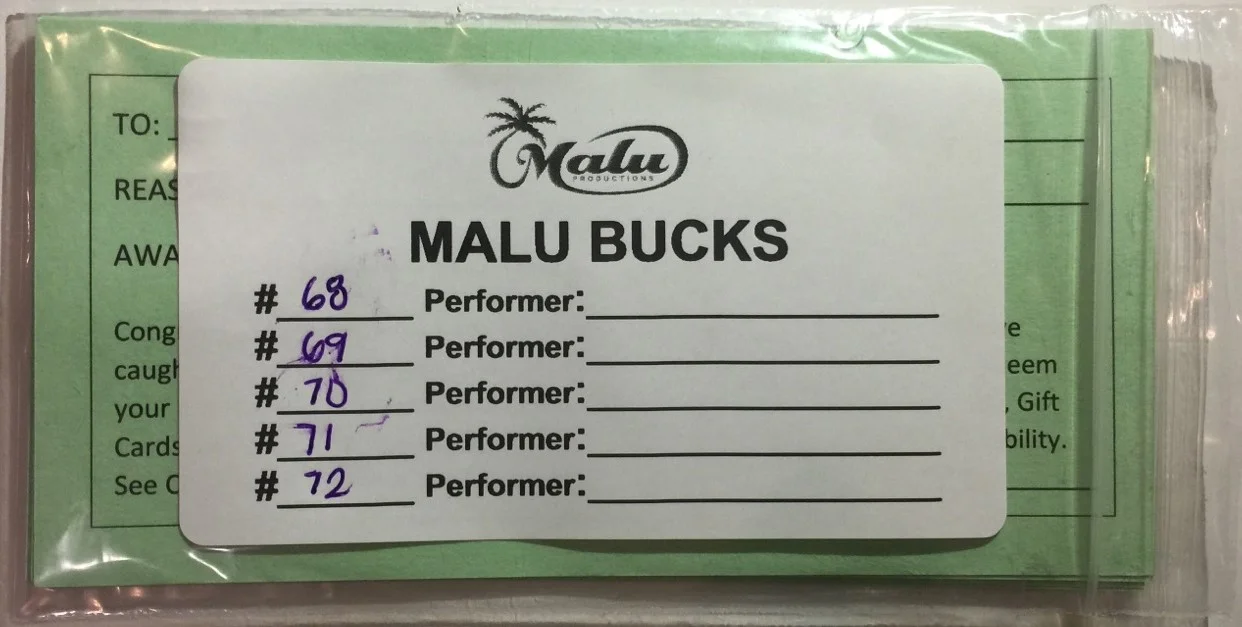 Malu
PRODUCTIONS
MALU BUCKS
# 68 Performer:
# 69 Performer:
# 70 Performer:
# 71 Performer:
# 72 Performer:
TO:
REAS
AWA
Cong
caugh
your
Cards
See C
e
eem
, Gift
bility.